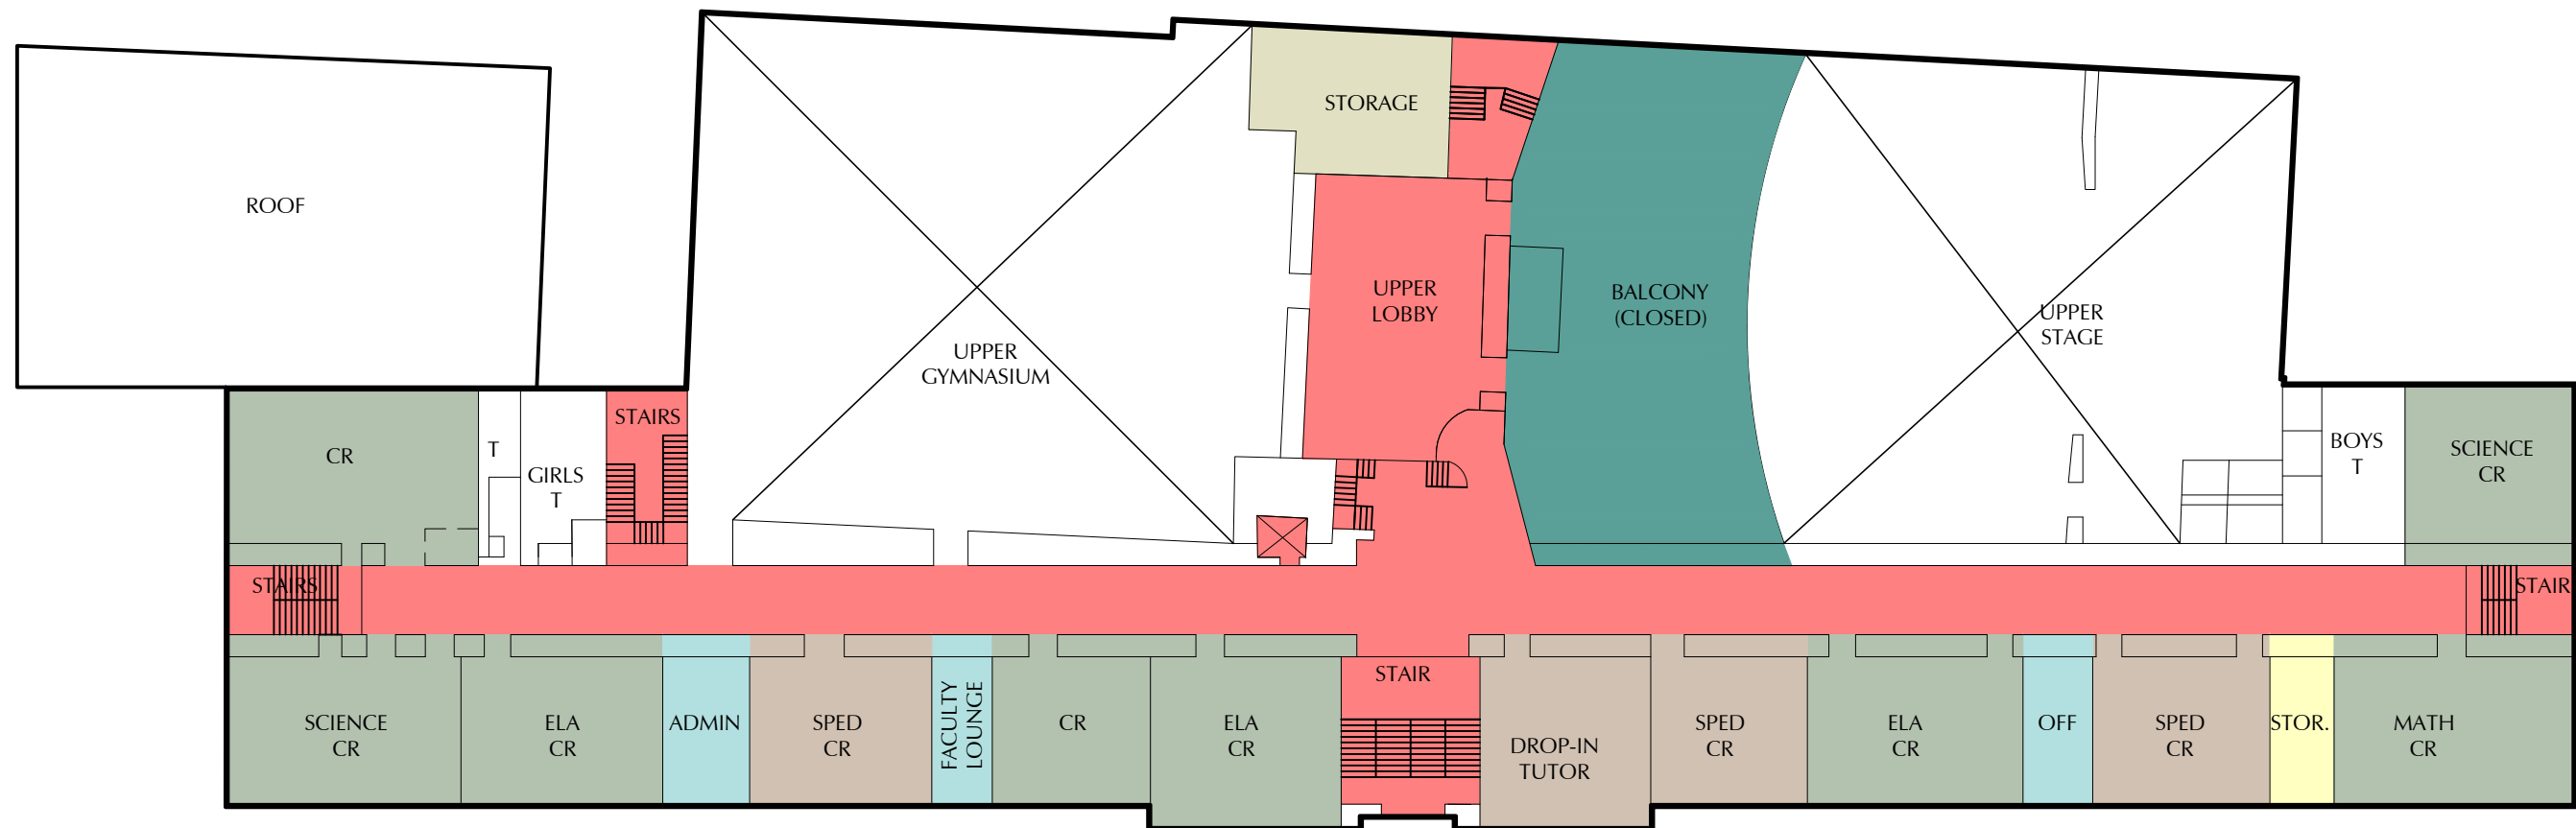 STORAGE
ROOF
UPPER
LOBBY
BALCONY
(CLOSED)
UPPER
STAGE
UPPER
GYMNASIUM
STAIRS
CR
T
GIRLS
T
BOYS
T
SCIENCE
CR
STAIRS
STAIR
SCIENCE
CR
ELA
CR
ADMIN
SPED
CR
FACULTY
LOUNGE
CR
ELA
CR
STAIR
DROP-IN
TUTOR
SPED
CR
ELA
CR
OFF
SPED
CR
STOR.
MATH
CR